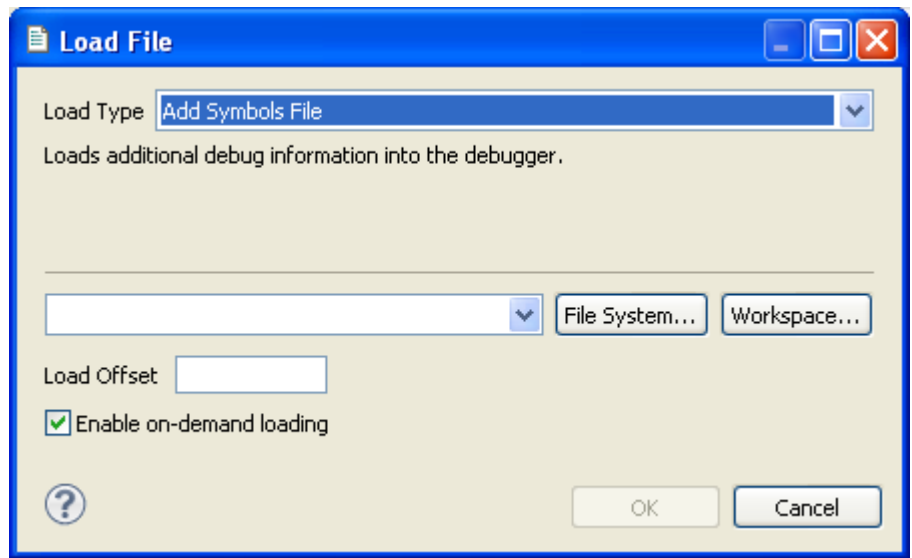 Load File
Load Type Add Symbols File
Loads additional debug information into the debugger.
File System... Workspace...
Load Offset
Enable on-demand loading
? OK Cancel